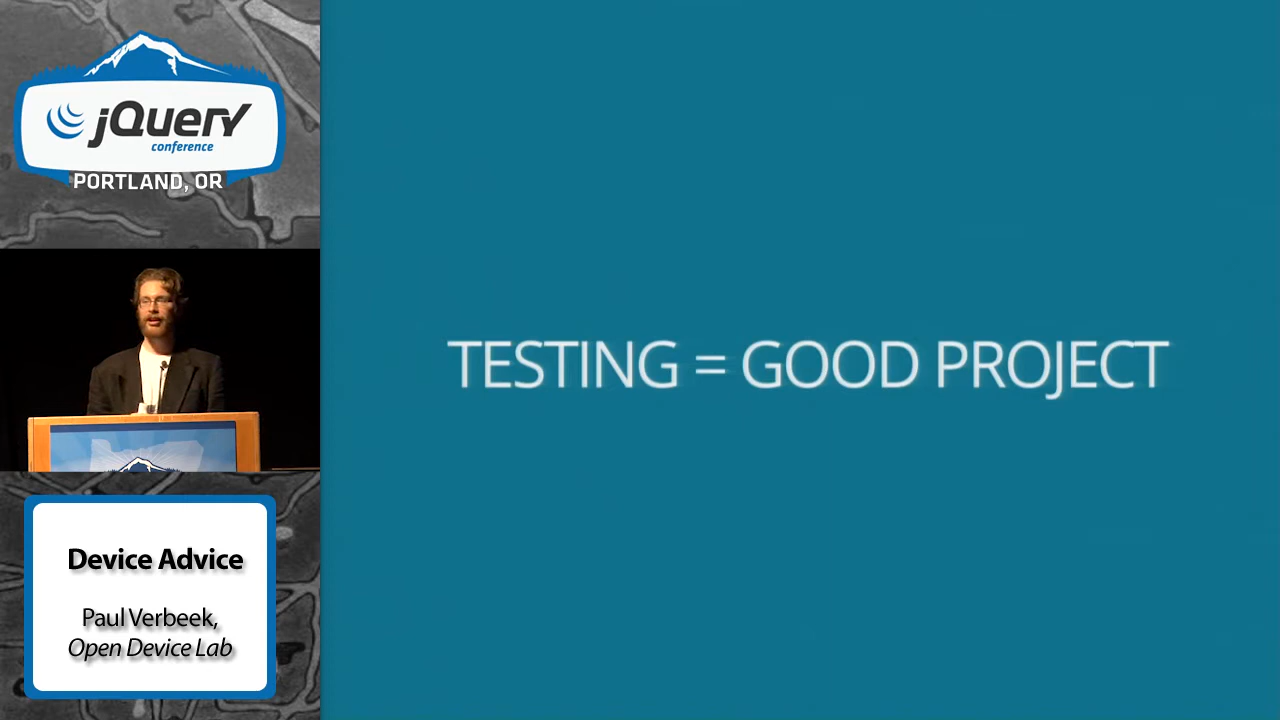 jQuery
conference
PORTLAND, OR
TESTING = GOOD PROJECT
Device Advice
Paul Verbeek,
Open Device Lab